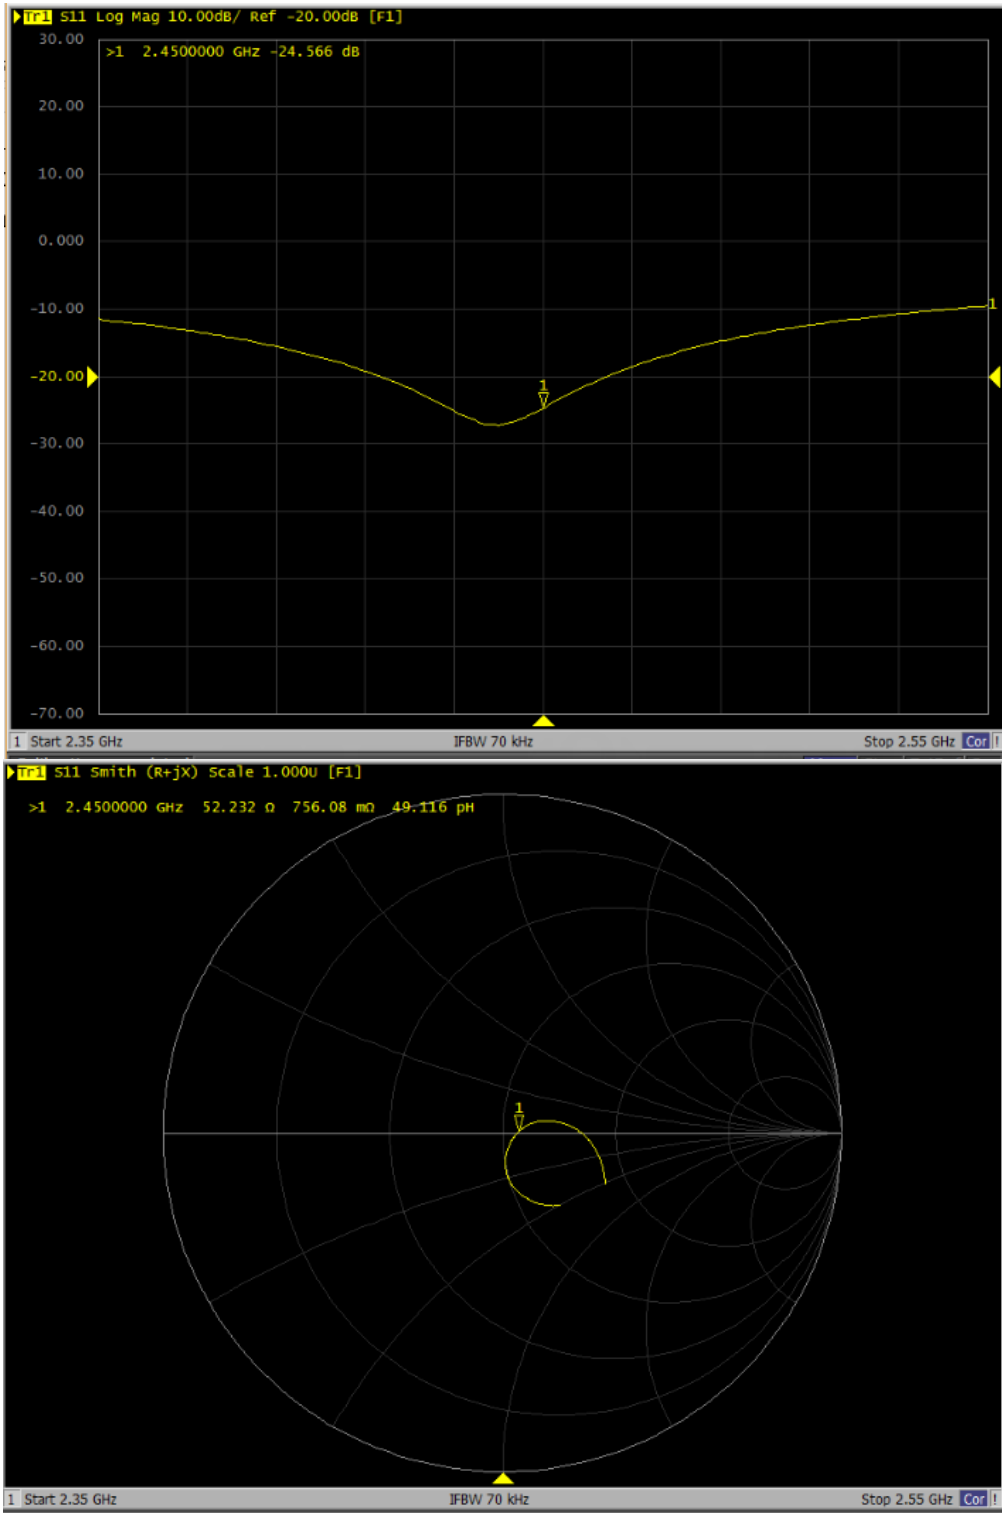 Tr1 S11 Log Mag 10.00dB/ Ref -20.00dB [F1]
30.00
>1 2.4500000 GHz -24.566 dB
20.00
10.00
0.000
-10.00
1
-20.00
1
-30.00
-40.00
-50.00
-60.00
-70.00
1 Start 2.35 GHz IFBW 70 kHz Stop 2.55 GHz Cor !
Tr1 S11 Smith (R+jX) Scale 1.000U [F1]
>1 2.4500000 GHz 52.232 Ω 756.08 mΩ 49.116 pH
1
1 Start 2.35 GHz IFBW 70 kHz Stop 2.55 GHz Cor !